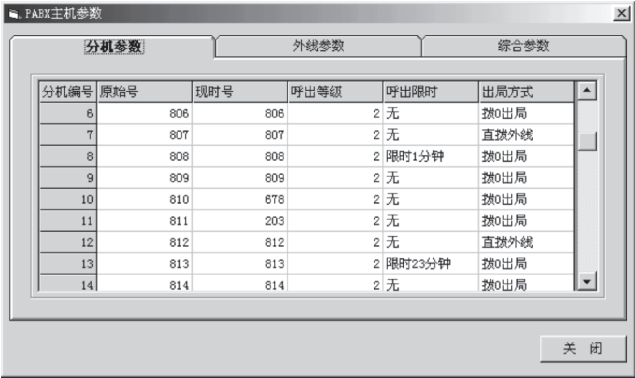 PABX主机参数
分机参数 外线参数 综合参数
分机编号 原始号 现时号 呼出等级 呼出限时 出局方式
6 806 806 2 无 拨0出局
7 807 807 2 无 直拨外线
8 808 808 2 限时1分钟 拨0出局
9 809 809 2 无 拨0出局
10 810 678 2 无 拨0出局
11 811 203 2 无 拨0出局
12 812 812 2 无 直拨外线
13 813 813 2 限时23分钟 拨0出局
14 814 814 2 无 拨0出局
关 闭